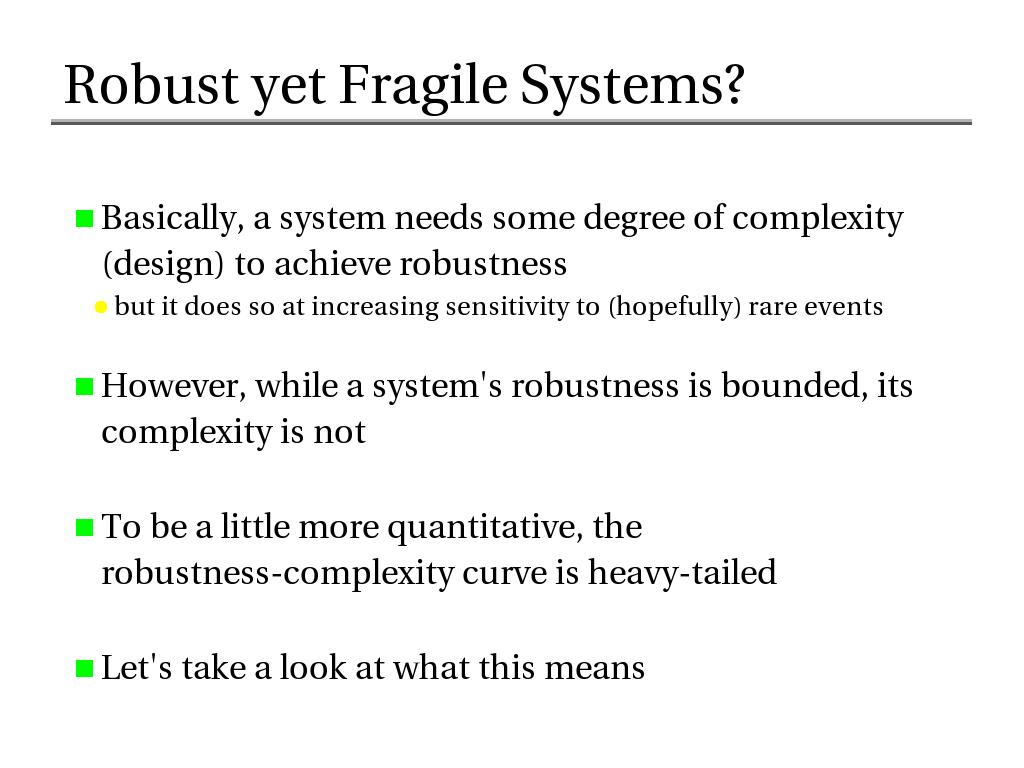 Robust yet Fragile Systems?
Basically, a system needs some degree of complexity
(design) to achieve robustness
but it does so at increasing sensitivity to (hopefully) rare events
However, while a system's robustness is bounded, its
complexity is not
To be a little more quantitative, the
robustness-complexity curve is heavy-tailed
Let's take a look at what this means